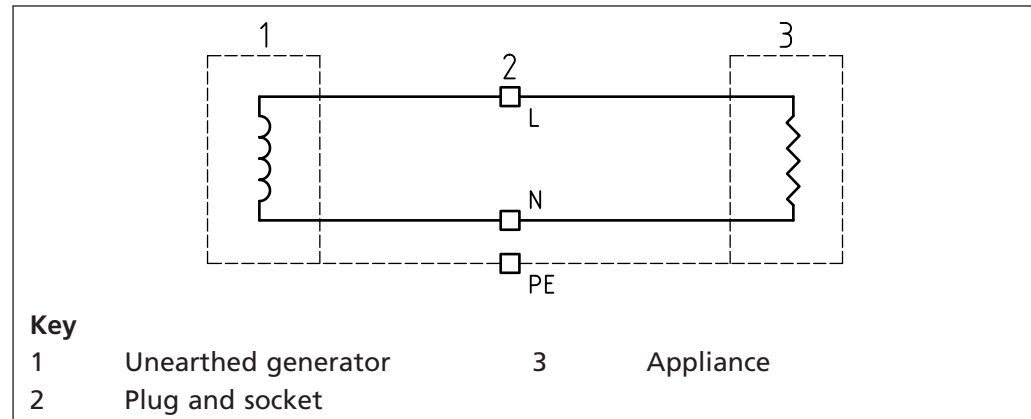 1
3
2
L
N
PE
Key
1 Unearthed generator 3 Appliance
2 Plug and socket